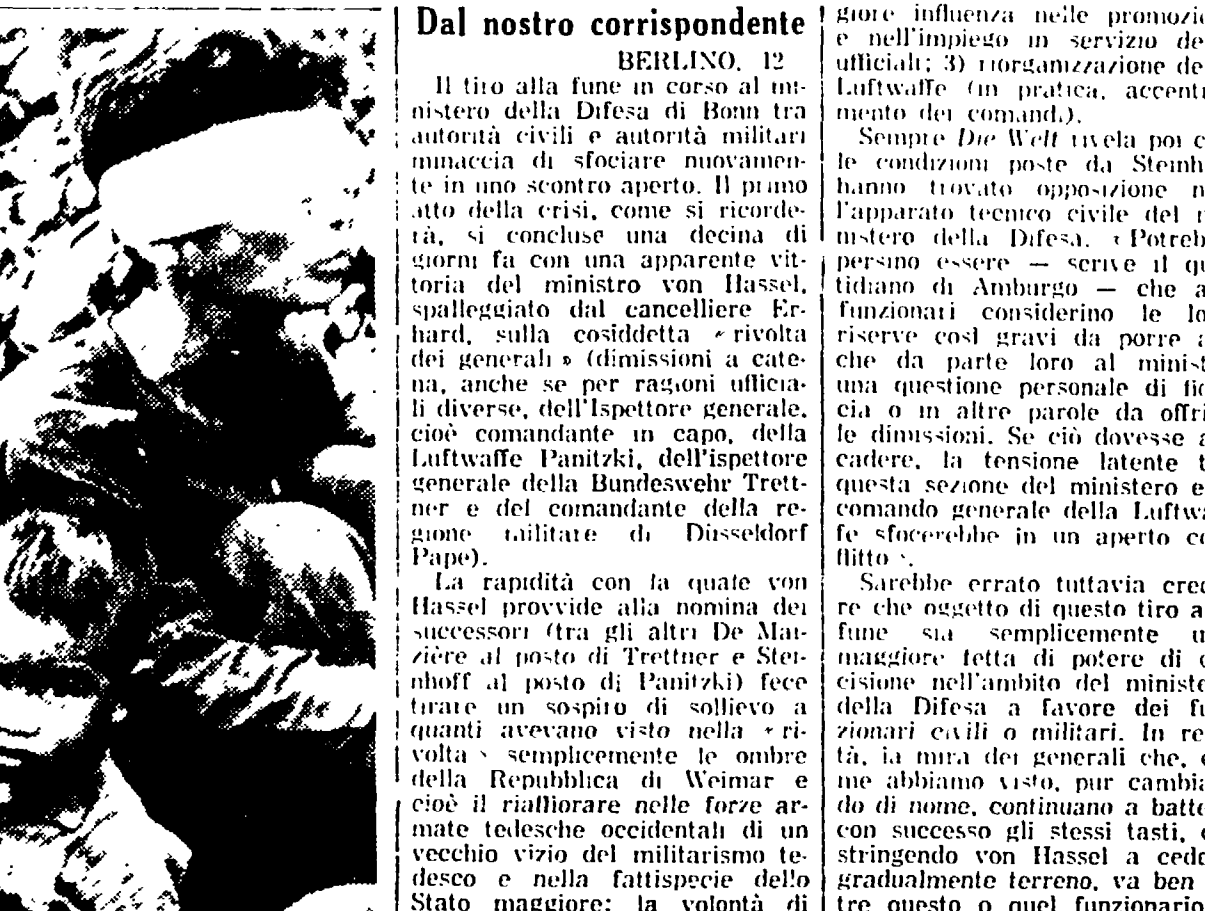 Dal nostro corrispondente
BERLINO, 12
Il tiro alla fune in corso al mi-
nistero della Difesa di Bonn tra
autorità civili e autorità militari
minaccia di sfociare nuovamen-
te in uno scontro aperto. Il primo
atto della crisi, come si ricorde-
rà, si concluse una decina di
giorni fa con una apparente vit-
toria del ministro von Hassel,
spalleggiato dal cancelliere Er-
hard, sulla cosiddetta « rivolta
dei generali » (dimissioni a cate-
na, anche se per ragioni ufficia-
li diverse, dell'Ispettore generale,
cioè comandante in capo, della
Luftwaffe Panitzki, dell'ispettore
generale della Bundeswehr Trett-
ner e del comandante della re-
gione militare di Düsseldorf
Pape).
La rapidità con la quale von
Hassel provvide alla nomina dei
successori (tra gli altri De Mai-
zière al posto di Trettner e Stei-
nhoff al posto di Panitzki) fece
tirare un sospiro di sollievo a
quanti avevano visto nella « ri-
volta » semplicemente le ombre
della Repubblica di Weimar e
cioè il riaffiorare nelle forze ar-
mate tedesche occidentali di un
vecchio vizio del militarismo te-
desco e nella fattispecie dello
Stato maggiore: la volontà di
giore influenza nelle promozio
e nell'impiego in servizio de
ufficiali; 3) riorganizzazione de
Luftwaffe (in pratica, accentr
mento dei comandi).
Sempre Die Welt rivela poi c
le condizioni poste da Steinh
hanno trovato opposizione n
l'apparato tecnico civile del r
nistero della Difesa. « Potreb
persino essere — scrive il qu
tidiano di Amburgo — che a
funzionari considerino le lo
riserve così gravi da porre a
che da parte loro al minist
una questione personale di fid
cia o in altre parole da offri
le dimissioni. Se ciò dovesse a
cadere, la tensione latente t
questa sezione del ministero e
comando generale della Luftwa
fe sfocerebbe in un aperto co
flitto ».
Sarebbe errato tuttavia cred
re che oggetto di questo tiro a
fune sia semplicemente u
maggiore fetta di potere di d
cisione nell'ambito del ministe
della Difesa a favore dei fu
zionari civili o militari. In re
tà, la mira dei generali che, c
me abbiamo visto, pur cambia
do di nome, continuano a batte
con successo gli stessi tasti, c
stringendo von Hassel a cede
gradualmente terreno, va ben
tre questo o quel funzionario